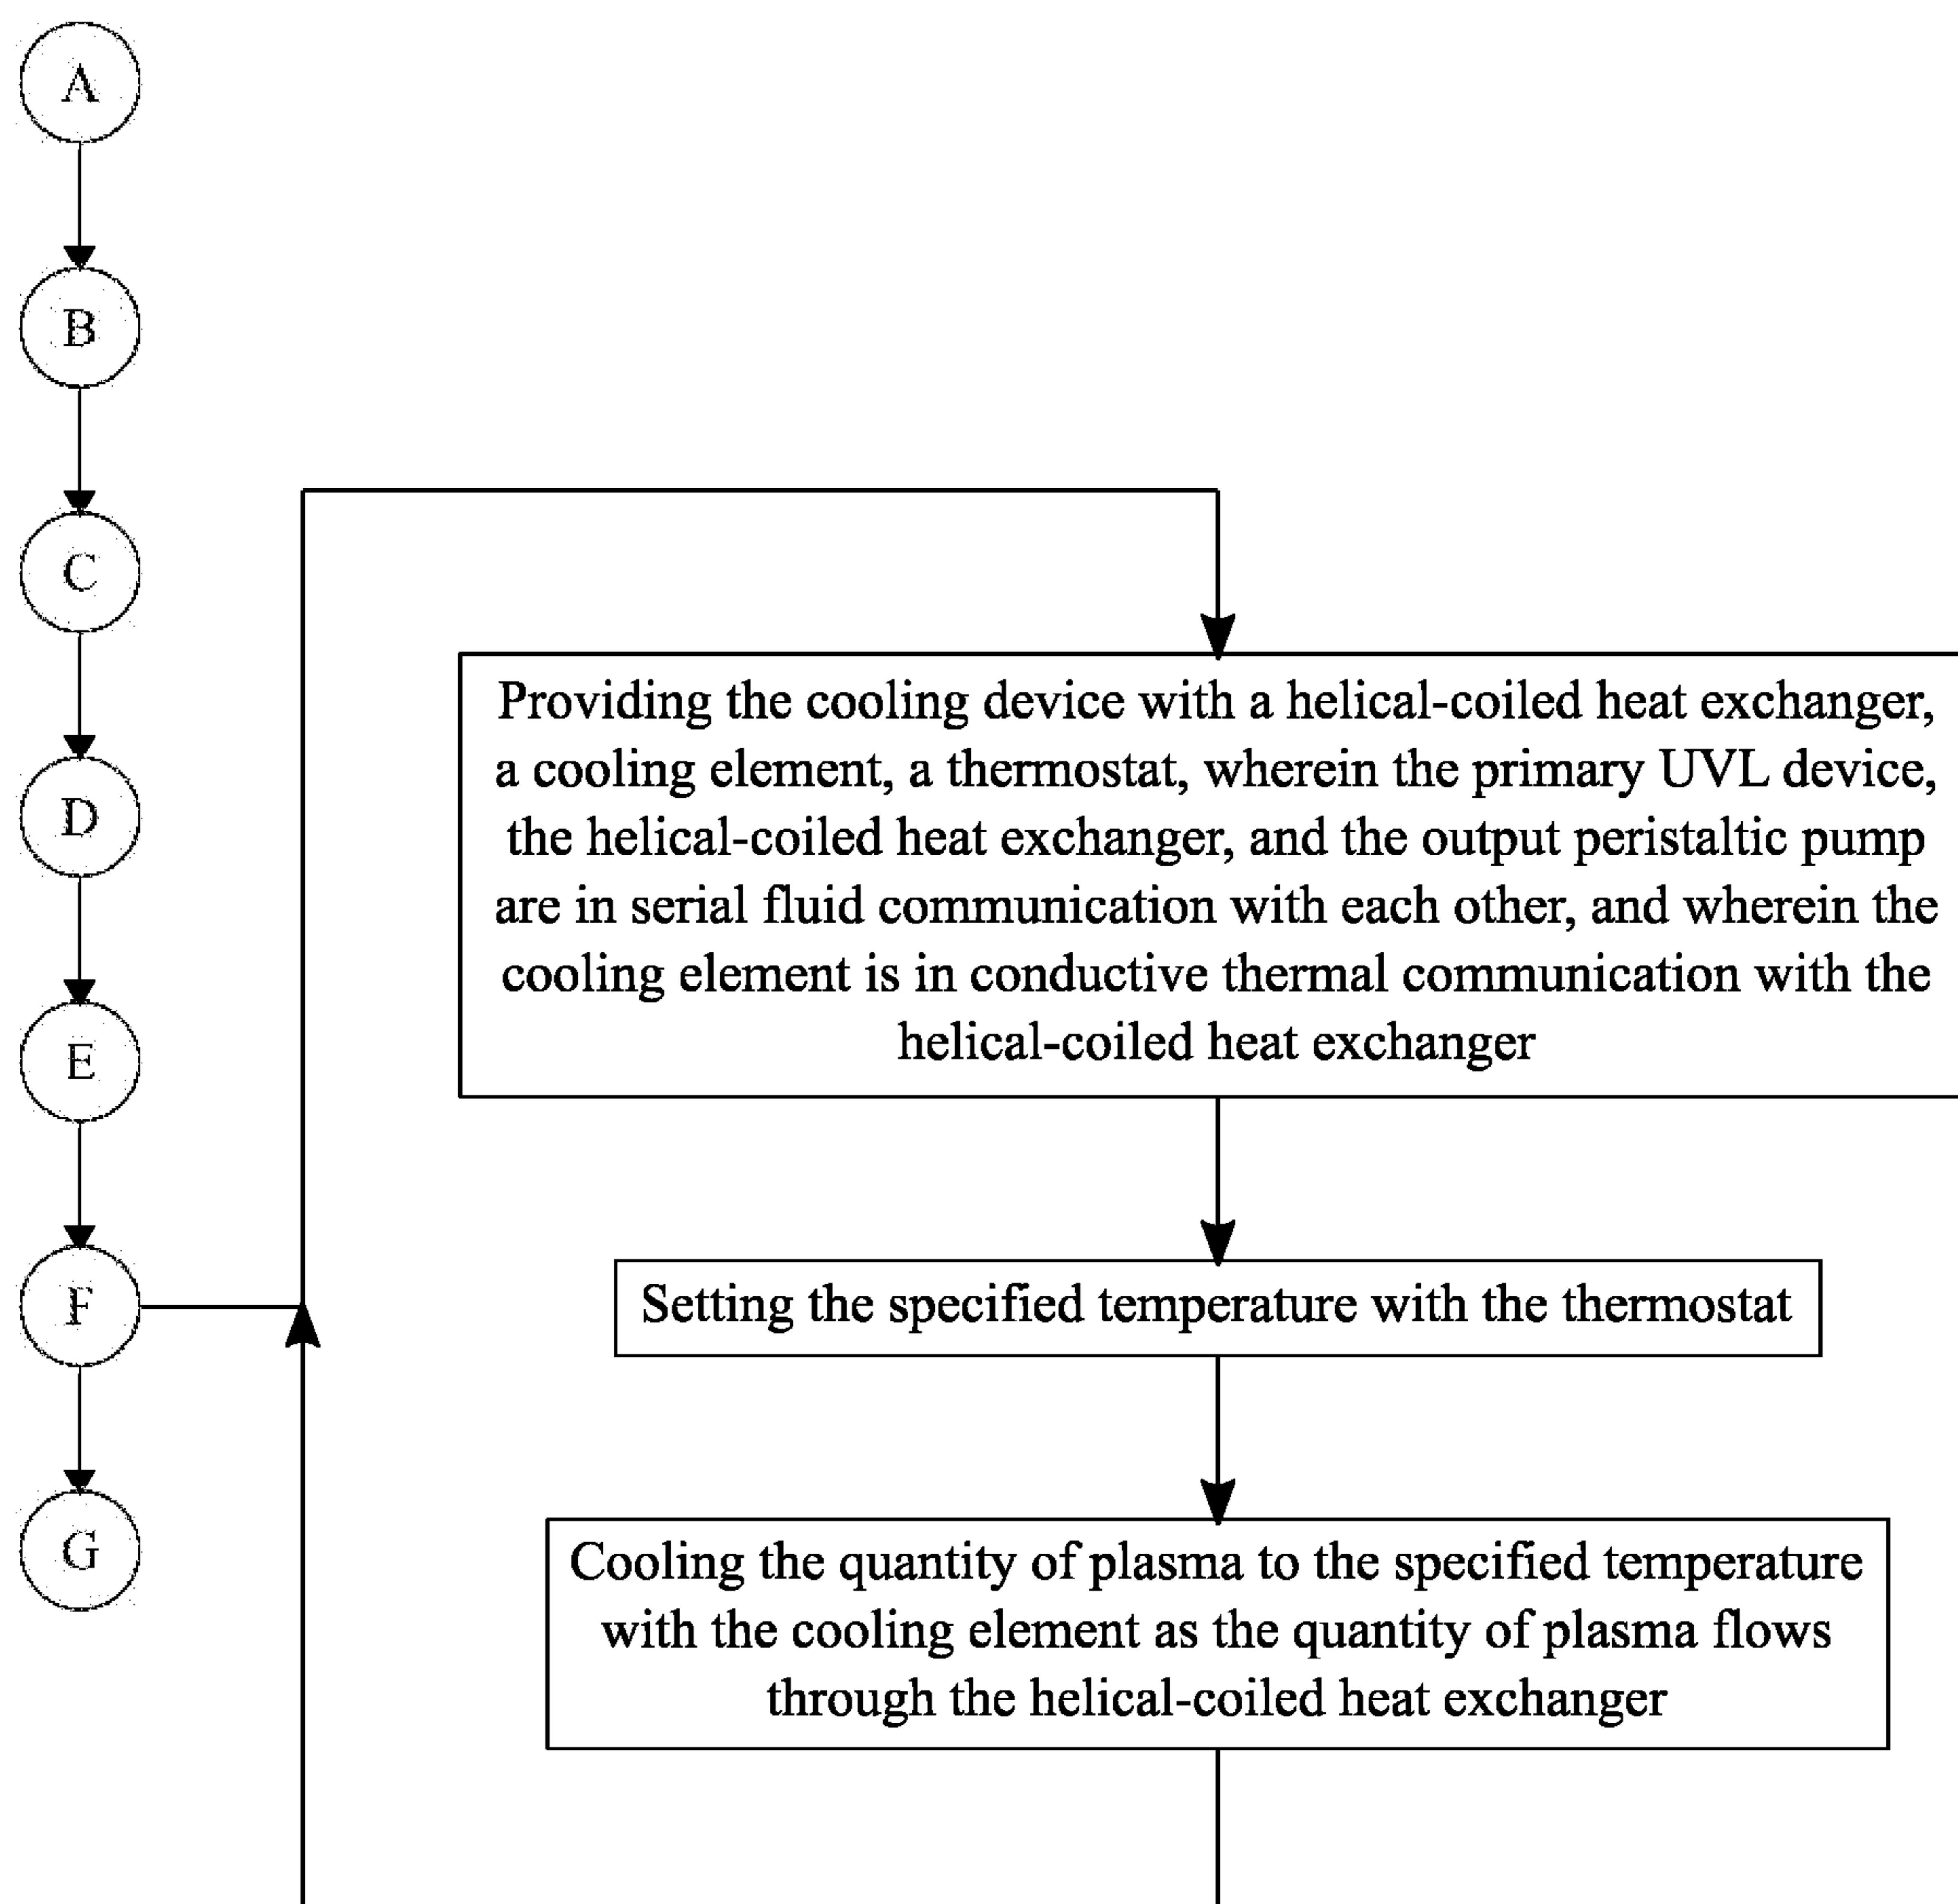 A
B
C
D
E
F
G
Providing the cooling device with a helical-coiled heat exchanger,
a cooling element, a thermostat, wherein the primary UVL device,
the helical-coiled heat exchanger, and the output peristaltic pump
are in serial fluid communication with each other, and wherein the
cooling element is in conductive thermal communication with the
helical-coiled heat exchanger
Setting the specified temperature with the thermostat
Cooling the quantity of plasma to the specified temperature
with the cooling element as the quantity of plasma flows
through the helical-coiled heat exchanger